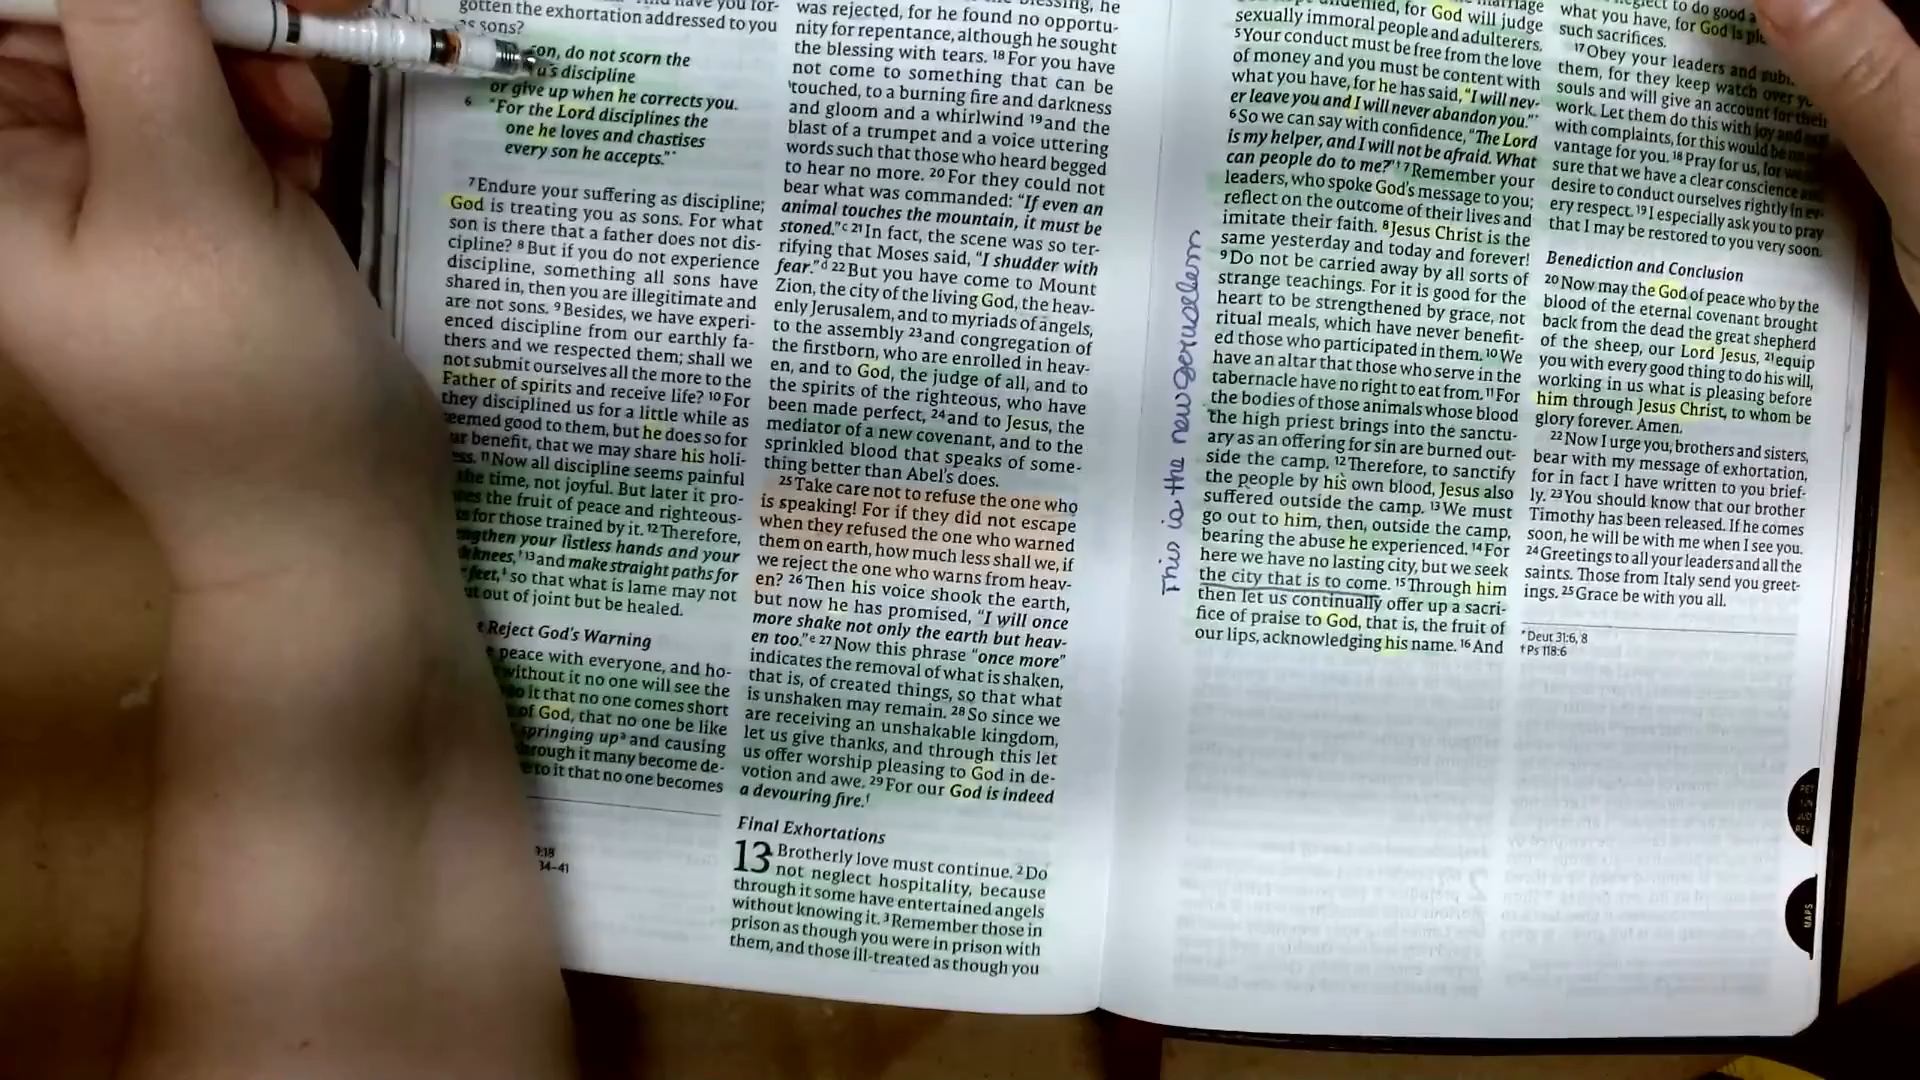 gotten the exhortation addressed to you
as sons?
son, do not scorn the
discipline
or give up when he corrects you.
6 "For the Lord disciplines the
one he loves and chastises
every son he accepts."*
7 Endure your suffering as discipline;
God is treating you as sons. For what
son is there that a father does not dis-
cipline? 8 But if you do not experience
discipline, something all sons have
shared in, then you are illegitimate and
are not sons. 9 Besides, we have experi-
enced discipline from our earthly fa-
thers and we respected them; shall we
not submit ourselves all the more to the
Father of spirits and receive life? 10 For
they disciplined us for a little while as
seemed good to them, but he does so for
our benefit, that we may share his holi-
ess. 11 Now all discipline seems painful
the time, not joyful. But later it pro-
the fruit of peace and righteous-
for those trained by it. 12 Therefore,
your listless hands and your
knees,† 13 and make straight paths for
feet,‡ so that what is lame may not
out of joint but be healed.
Reject God's Warning
peace with everyone, and ho-
without it no one will see the
to it that no one comes short
of God, that no one be like
springing up a and causing
through it many become de-
to it that no one becomes
34–41
blessing, he
was rejected, for he found no opportu-
nity for repentance, although he sought
the blessing with tears. 18 For you have
not come to something that can be
touched, to a burning fire and darkness
and gloom and a whirlwind 19 and the
blast of a trumpet and a voice uttering
words such that those who heard begged
to hear no more. 20 For they could not
bear what was commanded: "If even an
animal touches the mountain, it must be
stoned."c 21 In fact, the scene was so ter-
rifying that Moses said, "I shudder with
fear."d 22 But you have come to Mount
Zion, the city of the living God, the heav-
enly Jerusalem, and to myriads of angels,
to the assembly 23 and congregation of
the firstborn, who are enrolled in heav-
en, and to God, the judge of all, and to
the spirits of the righteous, who have
been made perfect, 24 and to Jesus, the
mediator of a new covenant, and to the
sprinkled blood that speaks of some-
thing better than Abel's does.
25 Take care not to refuse the one who
is speaking! For if they did not escape
when they refused the one who warned
them on earth, how much less shall we, if
we reject the one who warns from heav-
en? 26 Then his voice shook the earth,
but now he has promised, "I will once
more shake not only the earth but heav-
en too."e 27 Now this phrase "once more"
indicates the removal of what is shaken,
that is, of created things, so that what
is unshaken may remain. 28 So since we
are receiving an unshakable kingdom,
let us give thanks, and through this let
us offer worship pleasing to God in de-
votion and awe. 29 For our God is indeed
a devouring fire.f
Final Exhortations
13 Brotherly love must continue. 2 Do
not neglect hospitality, because
through it some have entertained angels
without knowing it. 3 Remember those in
prison as though you were in prison with
them, and those ill-treated as though you
This is the new Jerusalem
for God will judge
sexually immoral people and adulterers.
5 Your conduct must be free from the love
of money and you must be content with
what you have, for he has said, "I will nev-
er leave you and I will never abandon you."*
6 So we can say with confidence, "The Lord
is my helper, and I will not be afraid. What
can people do to me?"† 7 Remember your
leaders, who spoke God's message to you;
reflect on the outcome of their lives and
imitate their faith. 8 Jesus Christ is the
same yesterday and today and forever!
9 Do not be carried away by all sorts of
strange teachings. For it is good for the
heart to be strengthened by grace, not
ritual meals, which have never benefit-
ed those who participated in them. 10 We
have an altar that those who serve in the
tabernacle have no right to eat from. 11 For
the bodies of those animals whose blood
the high priest brings into the sanctu-
ary as an offering for sin are burned out-
side the camp. 12 Therefore, to sanctify
the people by his own blood, Jesus also
suffered outside the camp. 13 We must
go out to him, then, outside the camp,
bearing the abuse he experienced. 14 For
here we have no lasting city, but we seek
the city that is to come. 15 Through him
then let us continually offer up a sacri-
fice of praise to God, that is, the fruit of
our lips, acknowledging his name. 16 And
neglect to do good
what you have, for God is
such sacrifices.
17 Obey your leaders and
them, for they keep watch over
souls and will give an account for their
work. Let them do this with joy and
with complaints, for this would be
vantage for you. 18 Pray for us, for
sure that we have a clear conscience
desire to conduct ourselves rightly in ev-
ery respect. 19 I especially ask you to pray
that I may be restored to you very soon.
Benediction and Conclusion
20 Now may the God of peace who by the
blood of the eternal covenant brought
back from the dead the great shepherd
of the sheep, our Lord Jesus, 21 equip
you with every good thing to do his will,
working in us what is pleasing before
him through Jesus Christ, to whom be
glory forever. Amen.
22 Now I urge you, brothers and sisters,
bear with my message of exhortation,
for in fact I have written to you brief-
ly. 23 You should know that our brother
Timothy has been released. If he comes
soon, he will be with me when I see you.
24 Greetings to all your leaders and all the
saints. Those from Italy send you greet-
ings. 25 Grace be with you all.
* Deut 31:6, 8
† Ps 118:6
PET
JUD
REV
MAPS